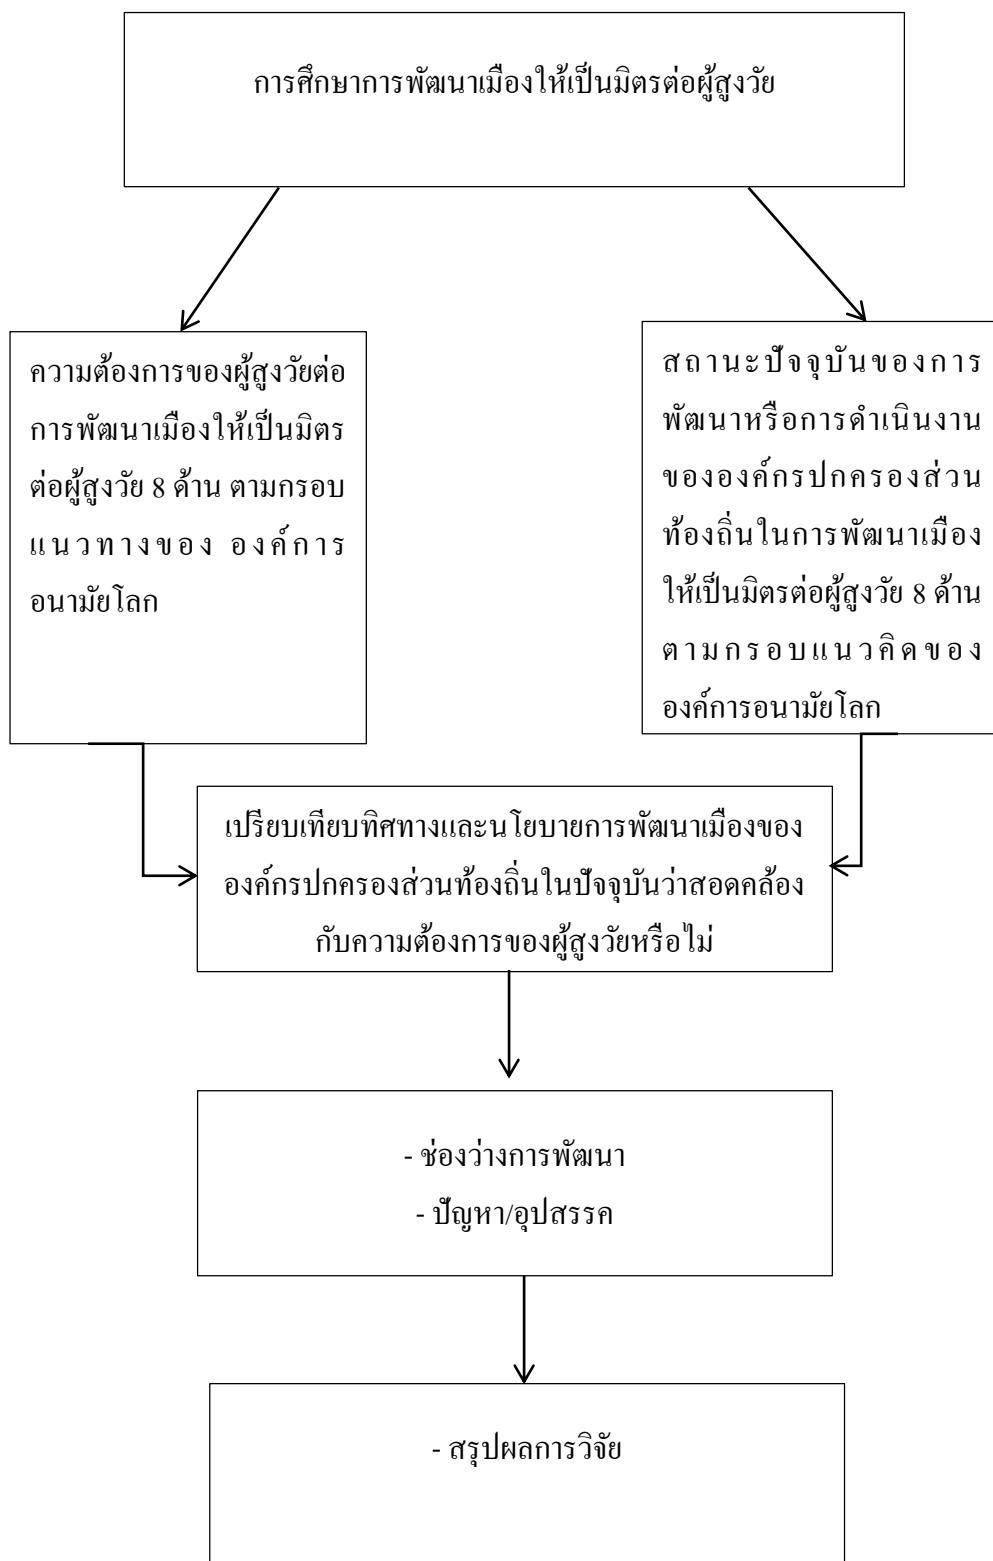 การศึกษาการพัฒนาเมืองให้เป็นมิตรต่อผู้สูงวัย
ความต้องการของผู้สูงวัยต่อ
การพัฒนาเมืองให้เป็นมิตร
ต่อผู้สูงวัย 8 ด้าน ตามกรอบ
แนวทางของ องค์การ
อนามัยโลก
สถานะปัจจุบันของการ
พัฒนาหรือการดำเนินงาน
ขององค์กรปกครองส่วน
ท้องถิ่นในการพัฒนาเมือง
ให้เป็นมิตรต่อผู้สูงวัย 8 ด้าน
ตามกรอบแนวคิดของ
องค์การอนามัยโลก
เปรียบเทียบทิศทางและนโยบายการพัฒนาเมืองของ
องค์กรปกครองส่วนท้องถิ่นในปัจจุบันว่าสอดคล้อง
กับความต้องการของผู้สูงวัยหรือไม่
- ช่องว่างการพัฒนา
- ปัญหา/อุปสรรค
- สรุปผลการวิจัย